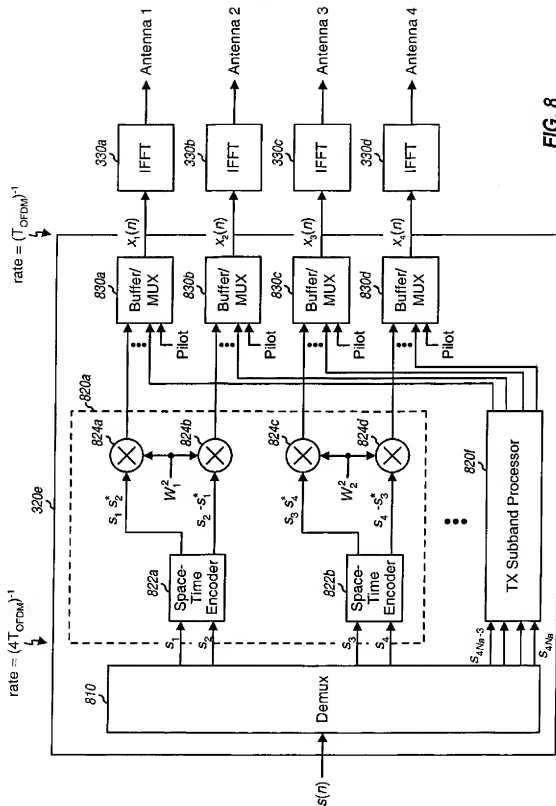 rate = (4T_OFDM)^-1
rate = (T_OFDM)^-1
320e
820a
810
Demux
s(n)
s_1
s_2
822a
Space-
Time
Encoder
s_1 s_2*
s_2 -s_1*
824a
W_1^2
824b
s_3
s_4
822b
Space-
Time
Encoder
s_3 s_4*
s_4 -s_3*
824c
W_2^2
824d
s_4Na-3
s_4Na
TX Subband Processor
820f
830a
Buffer/
MUX
Pilot
x_1(n)
330a
IFFT
Antenna 1
830b
Buffer/
MUX
Pilot
x_2(n)
330b
IFFT
Antenna 2
830c
Buffer/
MUX
Pilot
x_3(n)
330c
IFFT
Antenna 3
830d
Buffer/
MUX
Pilot
x_4(n)
330d
IFFT
Antenna 4
FIG. 8